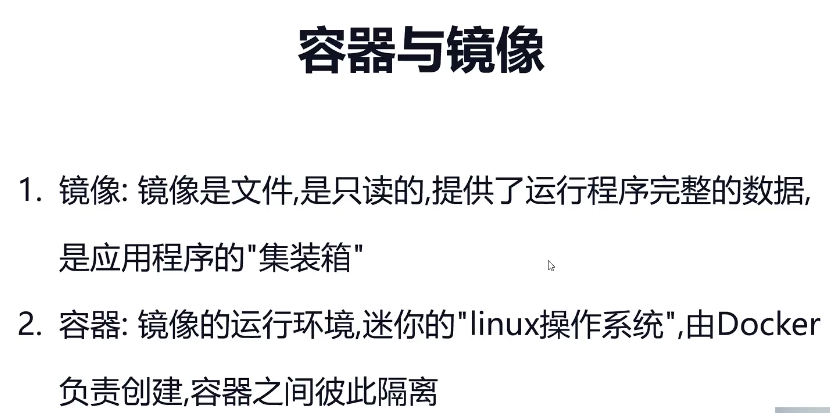 容器与镜像
1. 镜像: 镜像是文件,是只读的,提供了运行程序完整的数据,
是应用程序的"集装箱"
2. 容器: 镜像的运行环境,迷你的"linux操作系统",由Docker
负责创建,容器之间彼此隔离